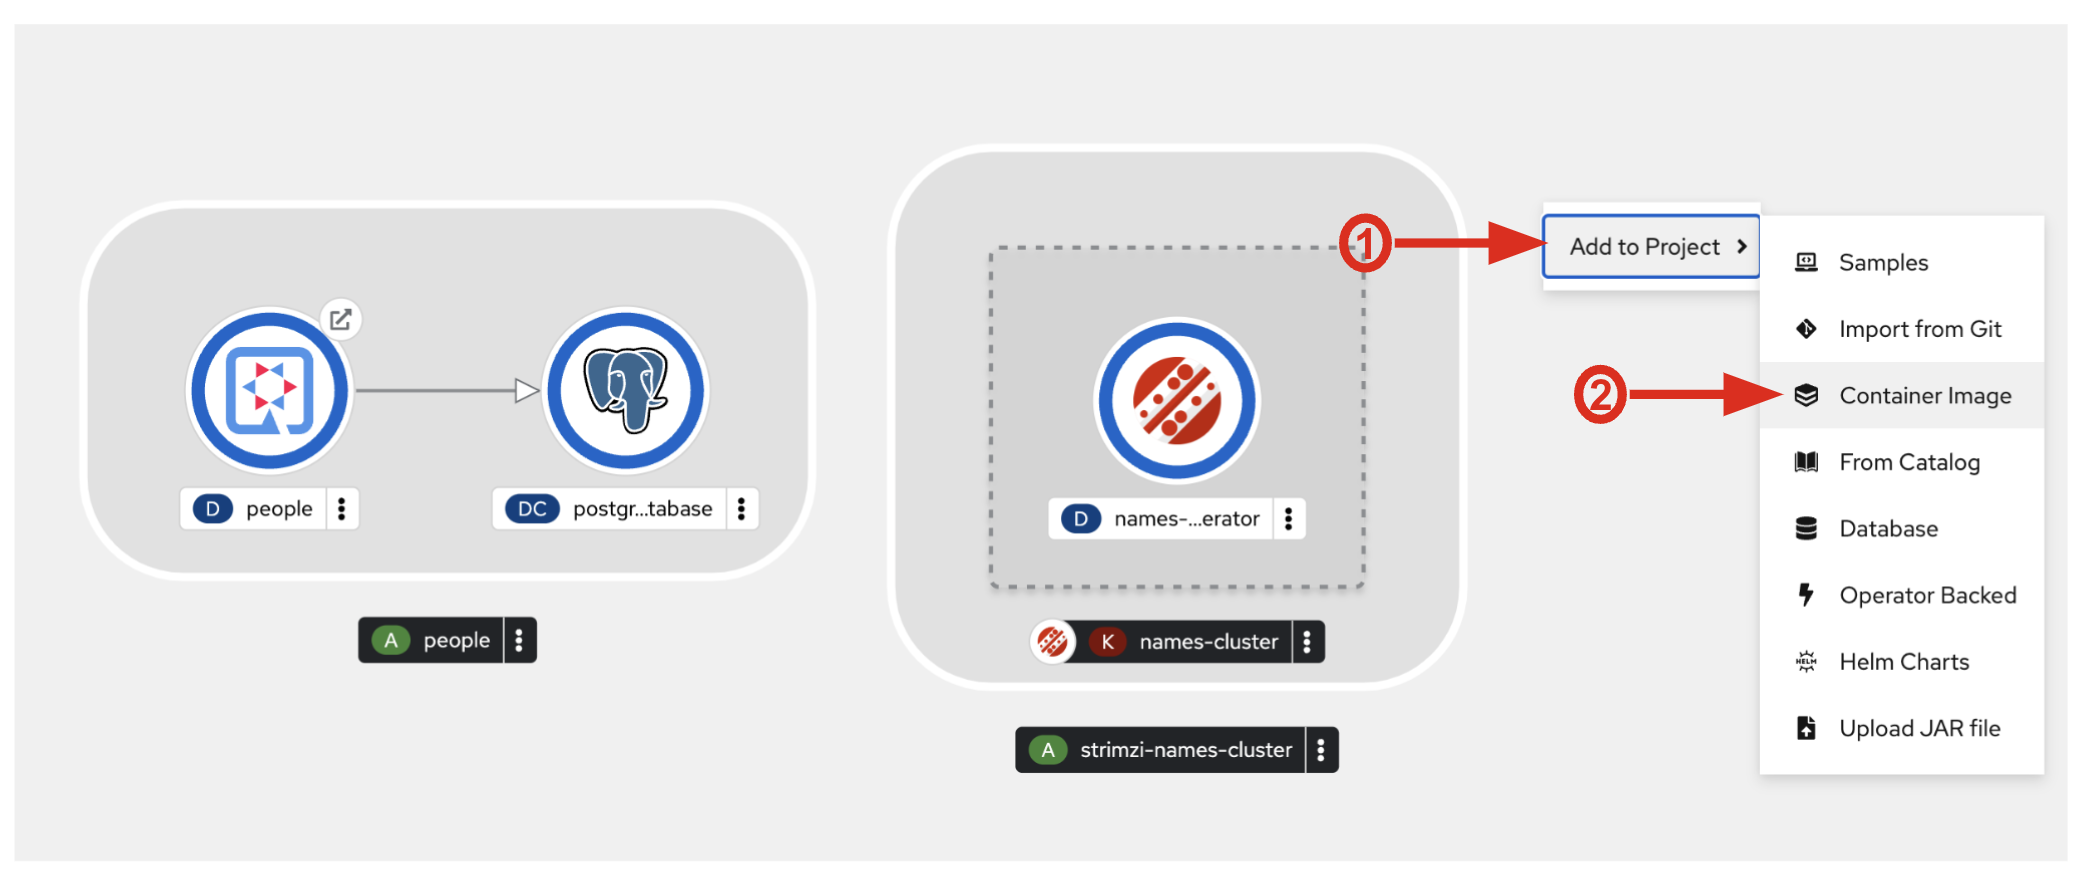 D people
DC postgr...tabase
A people
D names-...erator
K names-cluster
A strimzi-names-cluster
1
Add to Project
2
Samples
Import from Git
Container Image
From Catalog
Database
Operator Backed
HELM Helm Charts
Upload JAR file